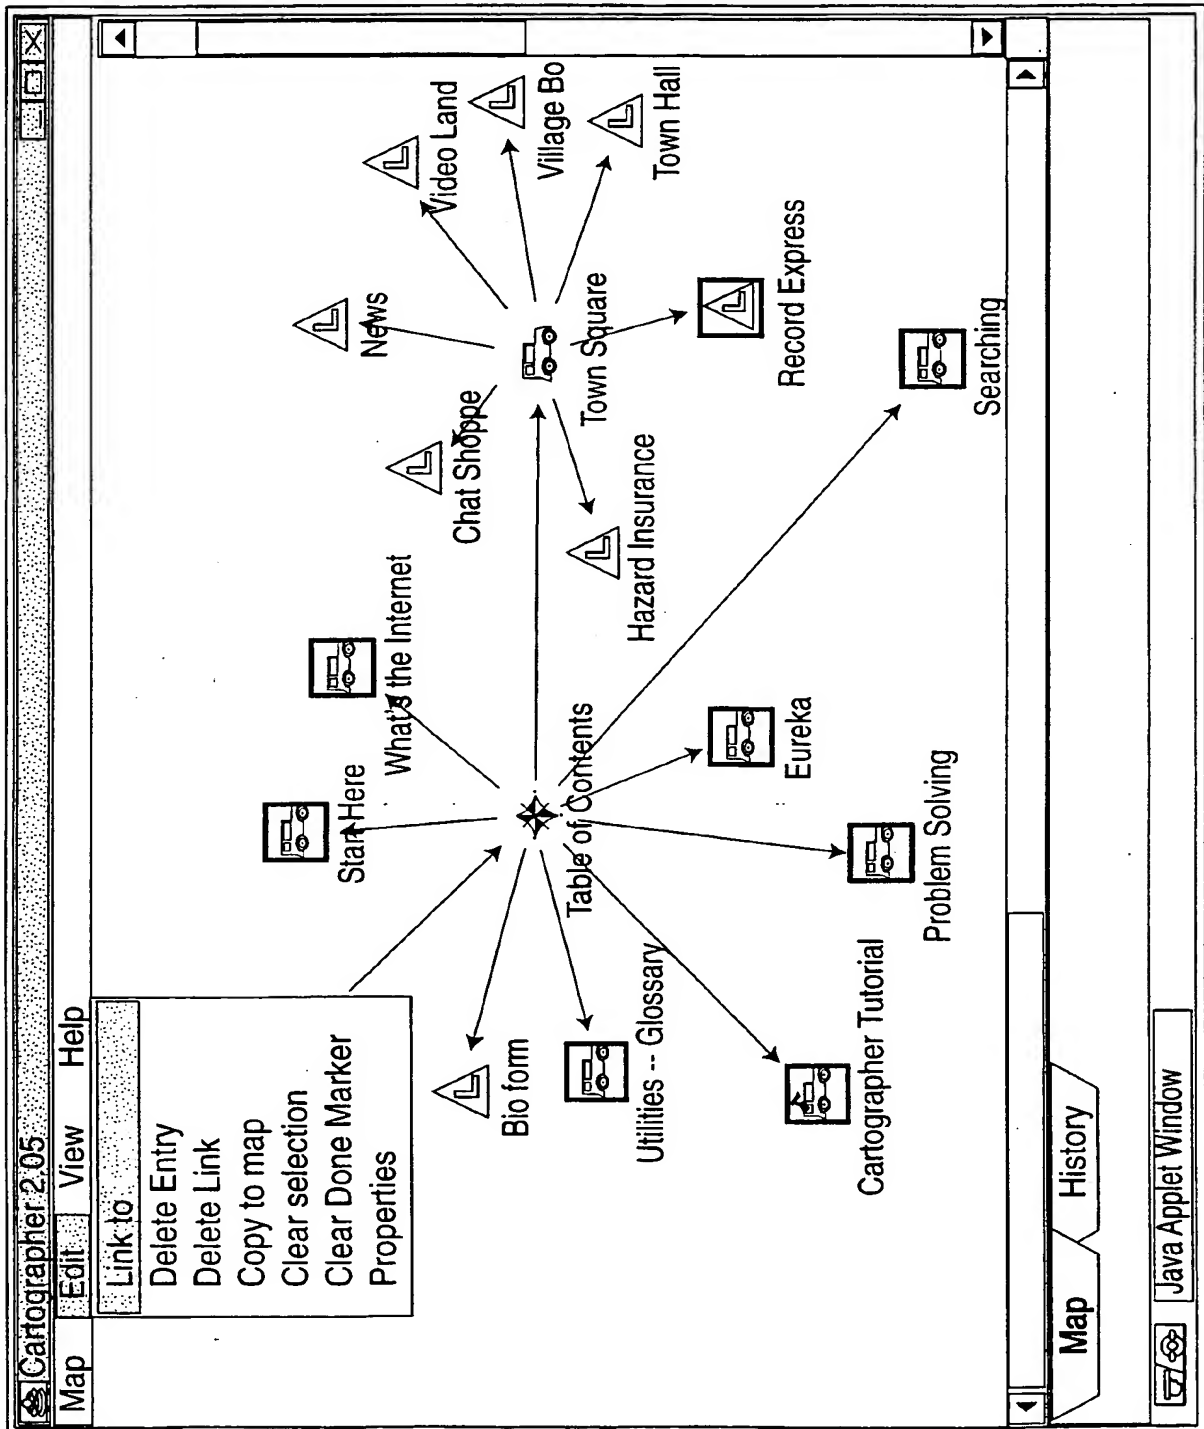 Cartographer 2.05
Map Edit View Help
Link to
Delete Entry
Delete Link
Copy to map
Clear selection
Clear Done Marker
Properties
Start Here
What's the Internet
News
Chat Shoppe
Video Land
Village Bo
Town Hall
Town Square
Hazard Insurance
Record Express
Searching
Table of Contents
Bio form
Utilities -- Glossary
Cartographer Tutorial
Problem Solving
Eureka
Map History
Java Applet Window